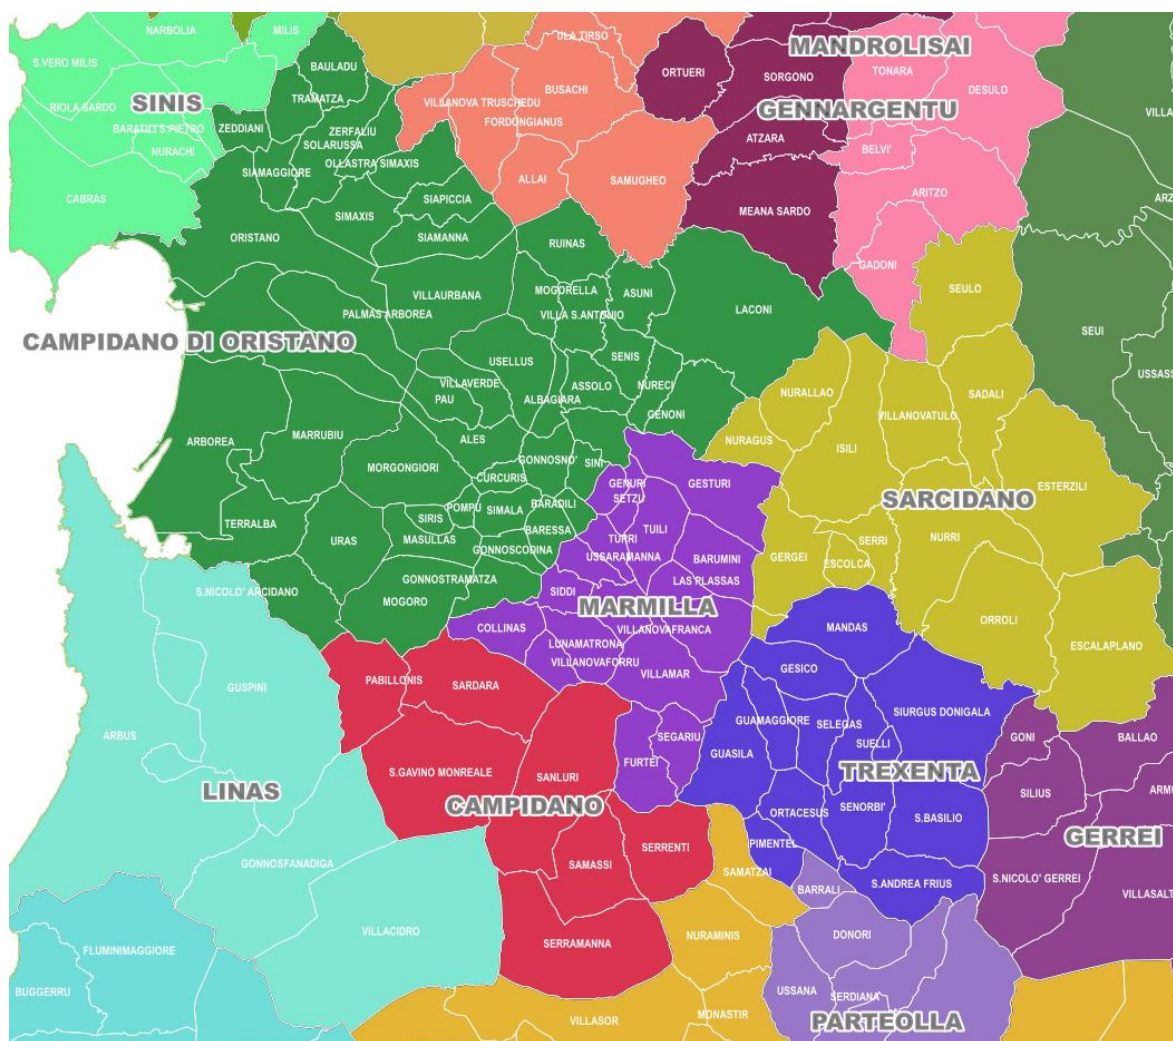 NARBOLIA
MILIS
ULA TIRSO
MANDROLISAI
S.VERO MILIS
BAULADU
ORTUERI
SORGONO
TONARA
DESULO
BUSACHI
TRAMATZA
VILLANOVA TRUSCHEDU
RIOLA SARDO
SINIS
GENNARGENTU
FORDONGIANUS
BARATILI S.PIETRO
ZEDDIANI
ZERFALIU
SOLARUSSA
ATZARA
BELVI'
NURACHI
OLLASTRA SIMAXIS
SIAMAGGIORE
ALLAI
SAMUGHEO
ARITZO
CABRAS
SIAPICCIA
MEANA SARDO
SIMAXIS
ORISTANO
SIAMANNA
RUINAS
GADONI
MOGORELLA
ASUNI
VILLAURBANA
LACONI
SEULO
PALMAS ARBOREA
VILLA S.ANTONIO
SEUI
CAMPIDANO DI ORISTANO
USELLUS
SENIS
VILLAVERDE
ASSOLO
NURECI
NURALLAO
SADALI
PAU
ALBAGIARA
GENONI
VILLANOVATULO
ARBOREA
MARRUBIU
ALES
NURAGUS
ISILI
MORGONGIORI
GONNOSNO'
SINI
CURCURIS
GENURI
GESTURI
SETZU
ESTERZILI
SARCIDANO
POMPU
SIMALA
BARADILI
SIRIS
TERRALBA
BARESSA
TUILI
URAS
MASULLAS
TURRI
SERRI
NURRI
GONNOSCODINA
USSARAMANNA
BARUMINI
GERGEI
ESCOLCA
GONNOSTRAMATZA
LAS PLASSAS
S.NICOLO' ARCIDANO
SIDDI
MOGORO
MARMILLA
ORROLI
COLLINAS
VILLANOVAFRANCA
MANDAS
LUNAMATRONA
ESCALAPLANO
VILLANOVAFORRU
GESICO
PABILLONIS
SARDARA
VILLAMAR
GUSPINI
SIURGUS DONIGALA
GUAMAGGIORE
SELEGAS
ARBUS
SEGARIU
SUELLI
GONI
BALLAO
GUASILA
FURTEI
S.GAVINO MONREALE
SANLURI
TREXENTA
LINAS
SILIUS
CAMPIDANO
SENORBI'
ORTACESUS
S.BASILIO
GERREI
PIMENTEL
SERRENTI
GONNOSFANADIGA
SAMASSI
SAMATZAI
S.ANDREA FRIUS
S.NICOLO' GERREI
BARRALI
VILLACIDRO
NURAMINIS
DONORI
SERRAMANNA
FLUMINIMAGGIORE
BUGGERRU
USSANA
SERDIANA
MONASTIR
VILLASOR
PARTEOLLA